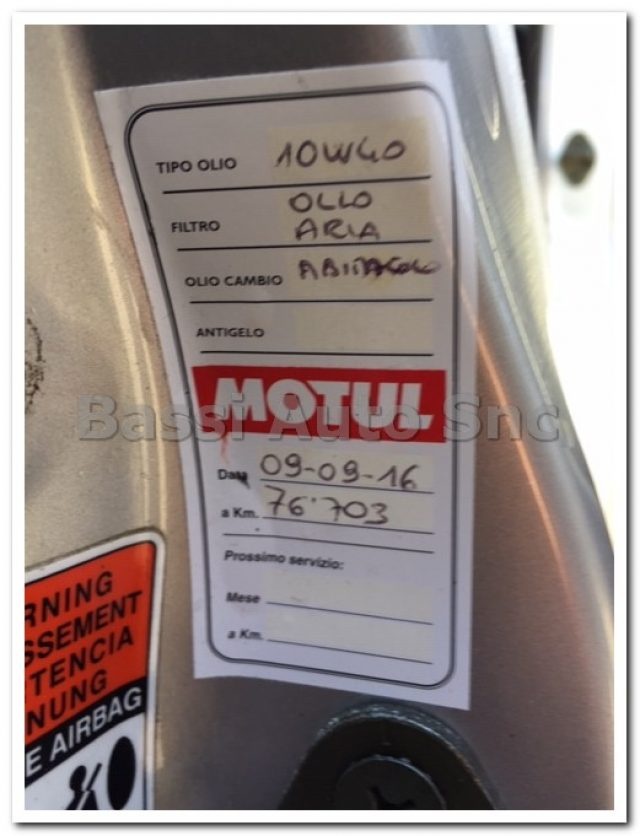 TIPO OLIO 10W40
OLIO
FILTRO ARIA
OLIO CAMBIO ABITACOLO
ANTIGELO
MOTUL
Bassi Auto Snc
Data 09-09-16
a Km. 76'703
Prossimo servizio:
Mese
a Km.
RNING
SSEMENT
TENCIA
NUNG
E AIRBAG